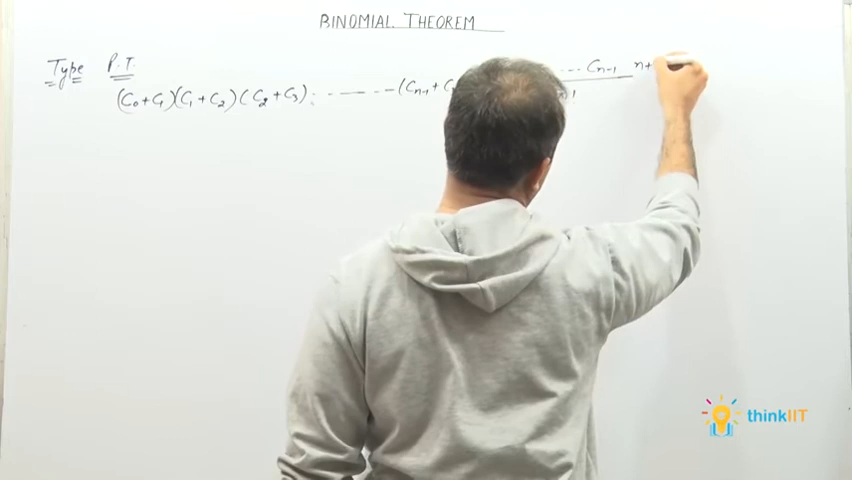 BINOMIAL THEOREM
Type P.T.
... Cn-1 n+
(C0+C1)(C1+C2)(C2+C3). - - - - - - (Cn-1+C
thinkIIT